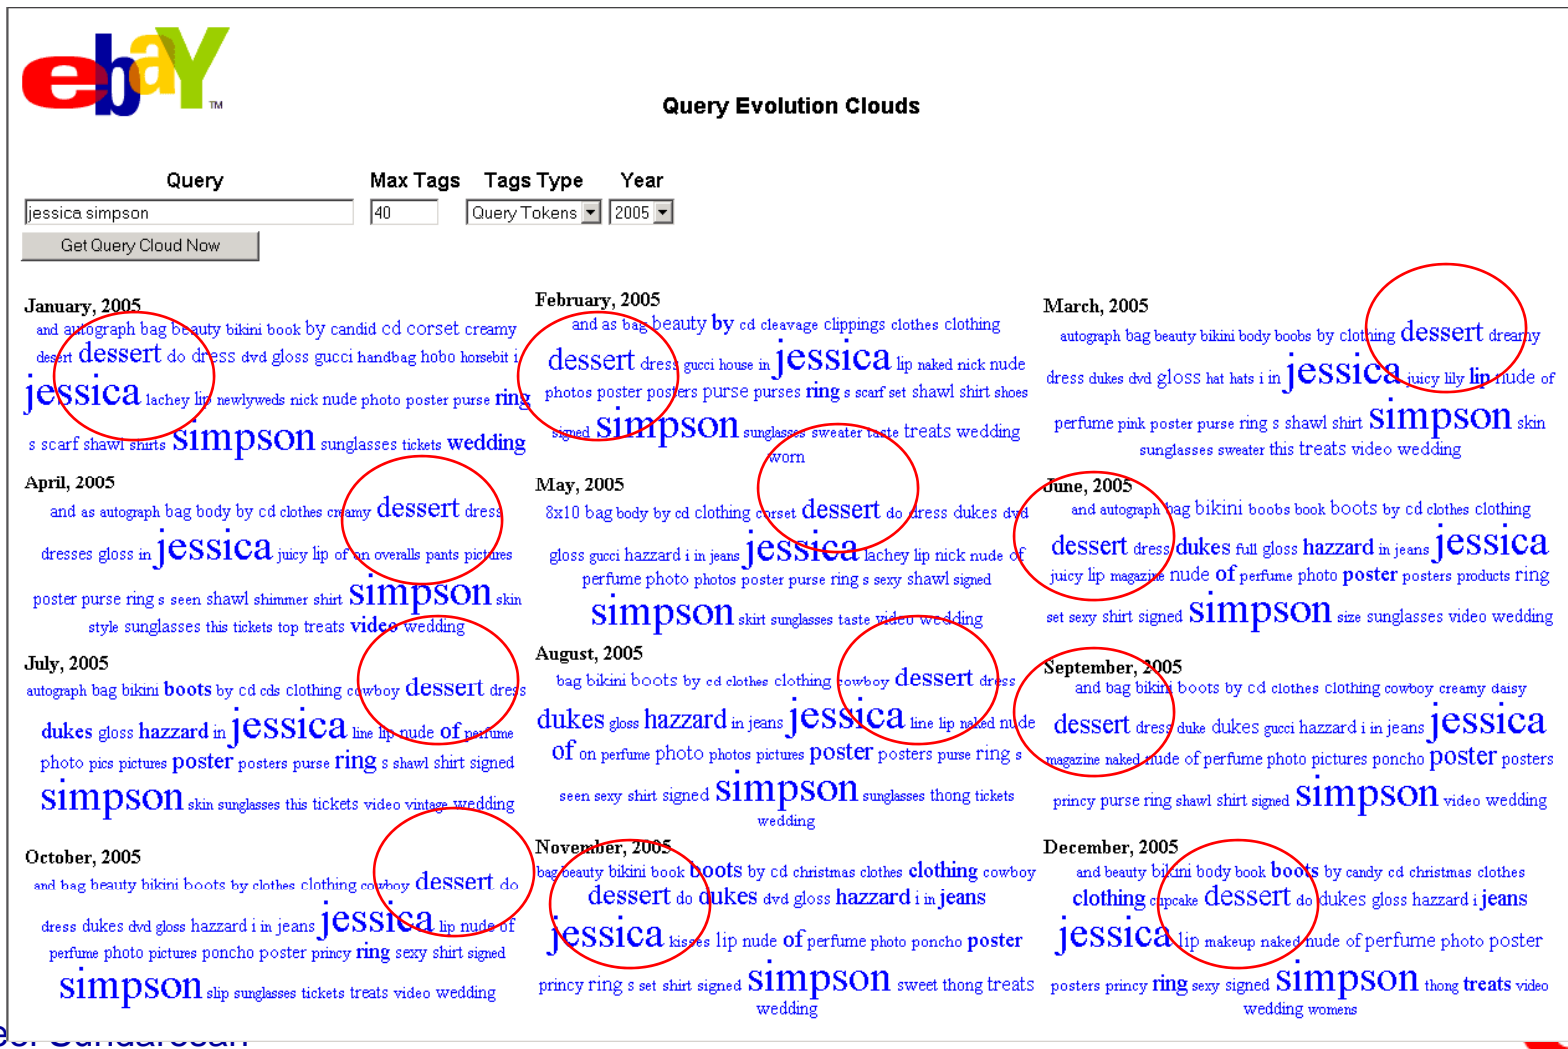 ebaY TM
Query Evolution Clouds
Query Max Tags Tags Type Year
jessica simpson 40 Query Tokens 2005
Get Query Cloud Now
January, 2005
and autograph bag beauty bikini book by candid cd corset creamy
desert dessert do dress dvd gloss gucci handbag hobo horsebit i
jessica lachey lip newlyweds nick nude photo poster purse ring
s scarf shawl shirts simpson sunglasses tickets wedding
February, 2005
and as bag beauty by cd cleavage clippings clothes clothing
dessert dress gucci house in jessica lip naked nick nude
photos poster posters purse purses ring s scarf set shawl shirt shoes
signed simpson sunglasses sweater taste treats wedding
worn
March, 2005
autograph bag beauty bikini body boobs by clothing dessert dreamy
dress dukes dvd gloss hat hats i in jessica juicy lily lip nude of
perfume pink poster purse ring s shawl shirt simpson skin
sunglasses sweater this treats video wedding
April, 2005
and as autograph bag body by cd clothes creamy dessert dress
dresses gloss in jessica juicy lip of on overalls pants pictures
poster purse ring s seen shawl shimmer shirt simpson skin
style sunglasses this tickets top treats video wedding
May, 2005
8x10 bag body by cd clothing corset dessert do dress dukes dvd
gloss gucci hazzard i in jeans jessica lachey lip nick nude of
perfume photo photos poster purse ring s sexy shawl signed
simpson skirt sunglasses taste video wedding
June, 2005
and autograph bag bikini boobs book boots by cd clothes clothing
dessert dress dukes full gloss hazzard in jeans jessica
juicy lip magazine nude of perfume photo poster posters products ring
set sexy shirt signed simpson size sunglasses video wedding
July, 2005
autograph bag bikini boots by cd cds clothing cowboy dessert dress
dukes gloss hazzard in jessica line lip nude of perfume
photo pics pictures poster posters purse ring s shawl shirt signed
simpson skin sunglasses this tickets video vintage wedding
August, 2005
bag bikini boots by cd clothes clothing cowboy dessert dress
dukes gloss hazzard in jeans jessica line lip naked nude
of on perfume photo photos pictures poster posters purse ring s
seen sexy shirt signed simpson sunglasses thong tickets
wedding
September, 2005
and bag bikini boots by cd clothes clothing cowboy creamy daisy
dessert dress duke dukes gucci hazzard i in jeans jessica
magazine naked nude of perfume photo pictures poncho poster posters
princy purse ring shawl shirt signed simpson video wedding
October, 2005
and bag beauty bikini boots by clothes clothing cowboy dessert do
dress dukes dvd gloss hazzard i in jeans jessica lip nude of
perfume photo pictures poncho poster princy ring sexy shirt signed
simpson slip sunglasses tickets treats video wedding
November, 2005
bag beauty bikini book boots by cd christmas clothes clothing cowboy
dessert do dukes dvd gloss hazzard i in jeans
jessica kisses lip nude of perfume photo poncho poster
princy ring s set shirt signed simpson sweet thong treats
wedding
December, 2005
and beauty bikini body book boots by candy cd christmas clothes
clothing cupcake dessert do dukes gloss hazzard i jeans
jessica lip makeup naked nude of perfume photo poster
posters princy ring sexy signed simpson thong treats video
wedding womens